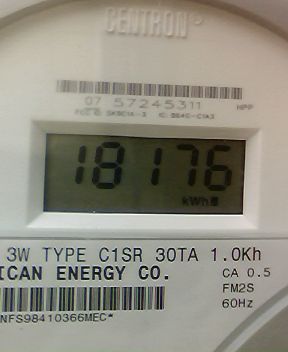 CENTRON®
07 57245311 HPP
18176
kWh
3W TYPE C1SR 30TA 1.0Kh
ICAN ENERGY CO.
CA 0.5
FM2S
60Hz
NFS98410366MEC*